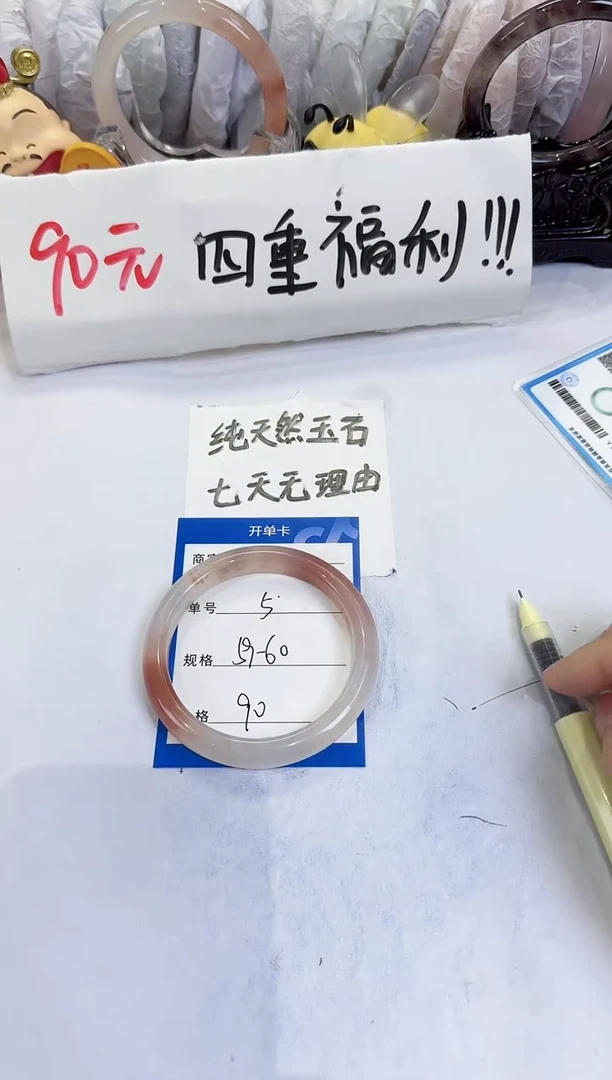 90元 四重福利!!!
纯天然玉石
七天无理由
开单卡
商
单号 5
规格 59-60
格 90